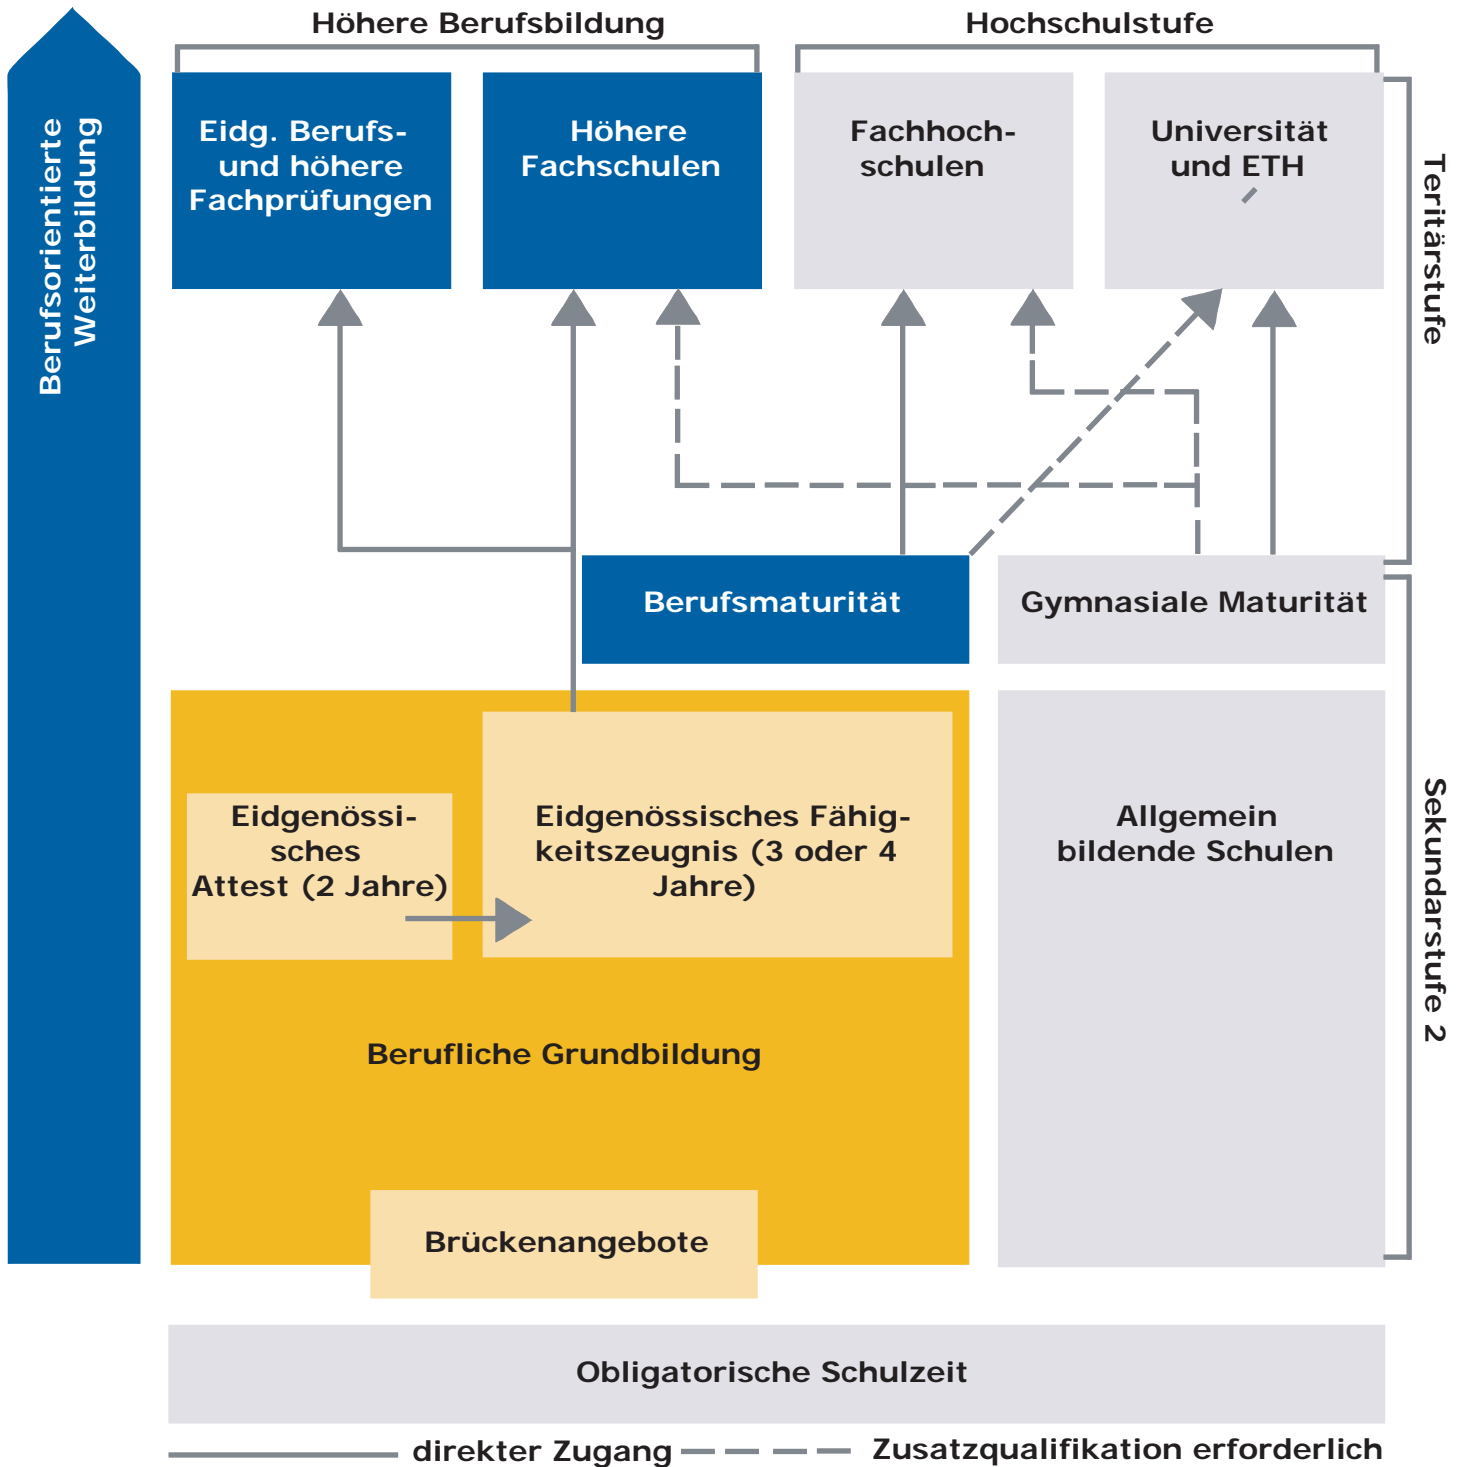 Höhere Berufsbildung
Hochschulstufe
Berufsorientierte
Weiterbildung
Eidg. Berufs-
und höhere
Fachprüfungen
Höhere
Fachschulen
Fachhoch-
schulen
Universität
und ETH
Teritärstufe
Berufsmaturität
Gymnasiale Maturität
Eidgenössi-
sches
Attest (2 Jahre)
Eidgenössisches Fähig-
keitszeugnis (3 oder 4
Jahre)
Allgemein
bildende Schulen
Sekundarstufe 2
Berufliche Grundbildung
Brückenangebote
Obligatorische Schulzeit
direkter Zugang
Zusatzqualifikation erforderlich